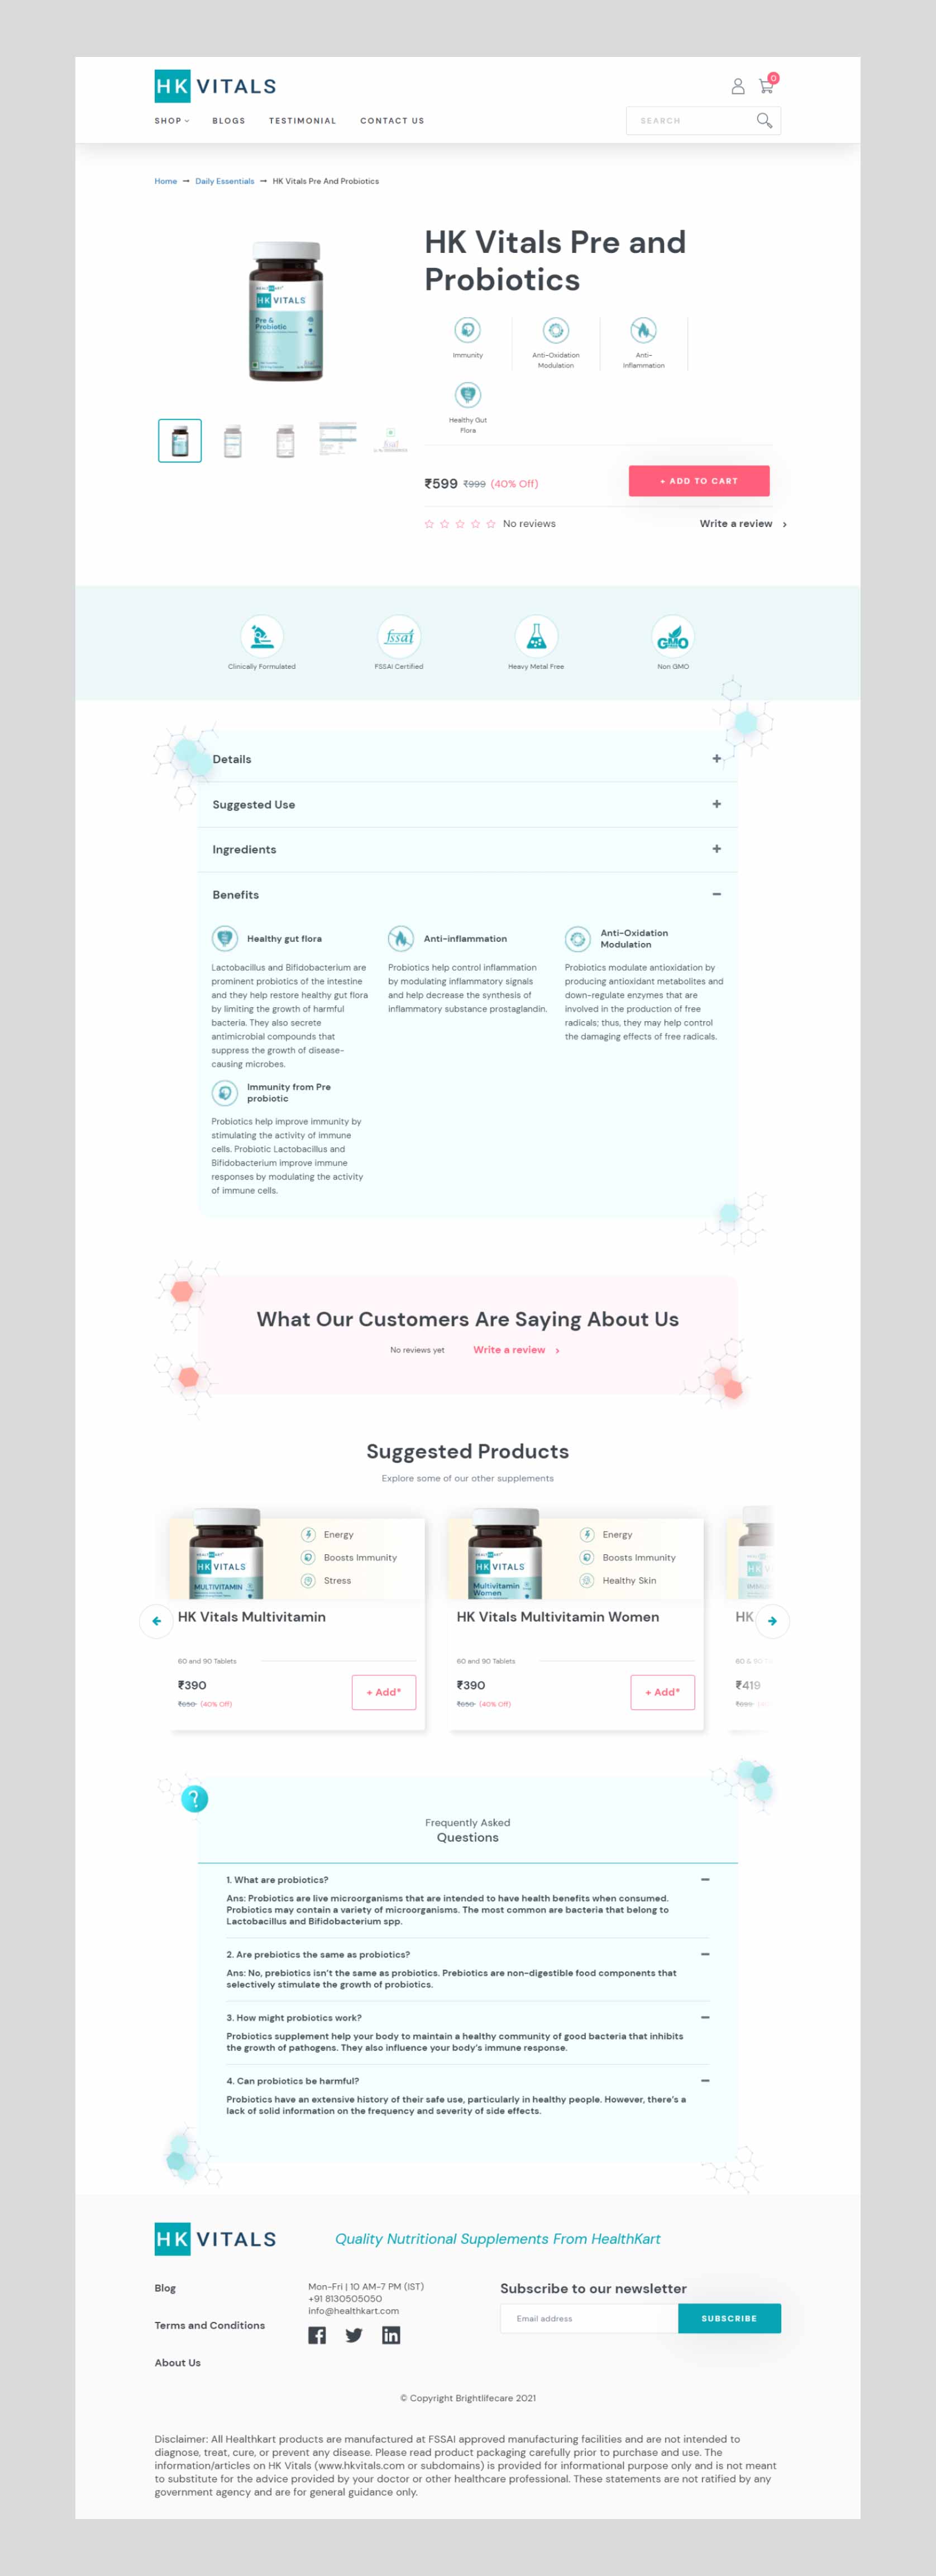 HK VITALS
0
SHOP
BLOGS
TESTIMONIAL
CONTACT US
SEARCH
Home → Daily Essentials → HK Vitals Pre And Probiotics
HK VITALS
Pre &
Probiotic
HK Vitals Pre and
Probiotics
Immunity
Anti-Oxidation
Modulation
Anti-
Inflammation
Healthy Gut
Flora
₹599 ₹999 (40% Off)
+ ADD TO CART
No reviews
Write a review ›
fssai
GMO
Clinically Formulated
FSSAI Certified
Heavy Metal Free
Non GMO
Details +
Suggested Use +
Ingredients +
Benefits −
Healthy gut flora
Lactobacillus and Bifidobacterium are
prominent probiotics of the intestine
and they help restore healthy gut flora
by limiting the growth of harmful
bacteria. They also secrete
antimicrobial compounds that
suppress the growth of disease-
causing microbes.
Anti-inflammation
Probiotics help control inflammation
by modulating inflammatory signals
and help decrease the synthesis of
inflammatory substance prostaglandin.
Anti-Oxidation
Modulation
Probiotics modulate antioxidation by
producing antioxidant metabolites and
down-regulate enzymes that are
involved in the production of free
radicals; thus, they may help control
the damaging effects of free radicals.
Immunity from Pre
probiotic
Probiotics help improve immunity by
stimulating the activity of immune
cells. Probiotic Lactobacillus and
Bifidobacterium improve immune
responses by modulating the activity
of immune cells.
What Our Customers Are Saying About Us
No reviews yet
Write a review ›
Suggested Products
Explore some of our other supplements
HK VITALS
MULTIVITAMIN
Energy
Boosts Immunity
Stress
HK Vitals Multivitamin
60 and 90 Tablets
₹390
₹650 (40% Off)
+ Add*
HK VITALS
Multivitamin
Women
Energy
Boosts Immunity
Healthy Skin
HK Vitals Multivitamin Women
60 and 90 Tablets
₹390
₹650 (40% Off)
+ Add*
HK
₹419
?
Frequently Asked
Questions
1. What are probiotics? −
Ans: Probiotics are live microorganisms that are intended to have health benefits when consumed.
Probiotics may contain a variety of microorganisms. The most common are bacteria that belong to
Lactobacillus and Bifidobacterium spp.
2. Are prebiotics the same as probiotics? −
Ans: No, prebiotics isn't the same as probiotics. Prebiotics are non-digestible food components that
selectively stimulate the growth of probiotics.
3. How might probiotics work? −
Probiotics supplement help your body to maintain a healthy community of good bacteria that inhibits
the growth of pathogens. They also influence your body's immune response.
4. Can probiotics be harmful? −
Probiotics have an extensive history of their safe use, particularly in healthy people. However, there's a
lack of solid information on the frequency and severity of side effects.
HK VITALS
Quality Nutritional Supplements From HealthKart
Blog
Terms and Conditions
About Us
Mon-Fri | 10 AM-7 PM (IST)
+91 8130505050
info@healthkart.com
Subscribe to our newsletter
Email address
SUBSCRIBE
© Copyright Brightlifecare 2021
Disclaimer: All Healthkart products are manufactured at FSSAI approved manufacturing facilities and are not intended to
diagnose, treat, cure, or prevent any disease. Please read product packaging carefully prior to purchase and use. The
information/articles on HK Vitals (www.hkvitals.com or subdomains) is provided for informational purpose only and is not meant
to substitute for the advice provided by your doctor or other healthcare professional. These statements are not ratified by any
government agency and are for general guidance only.